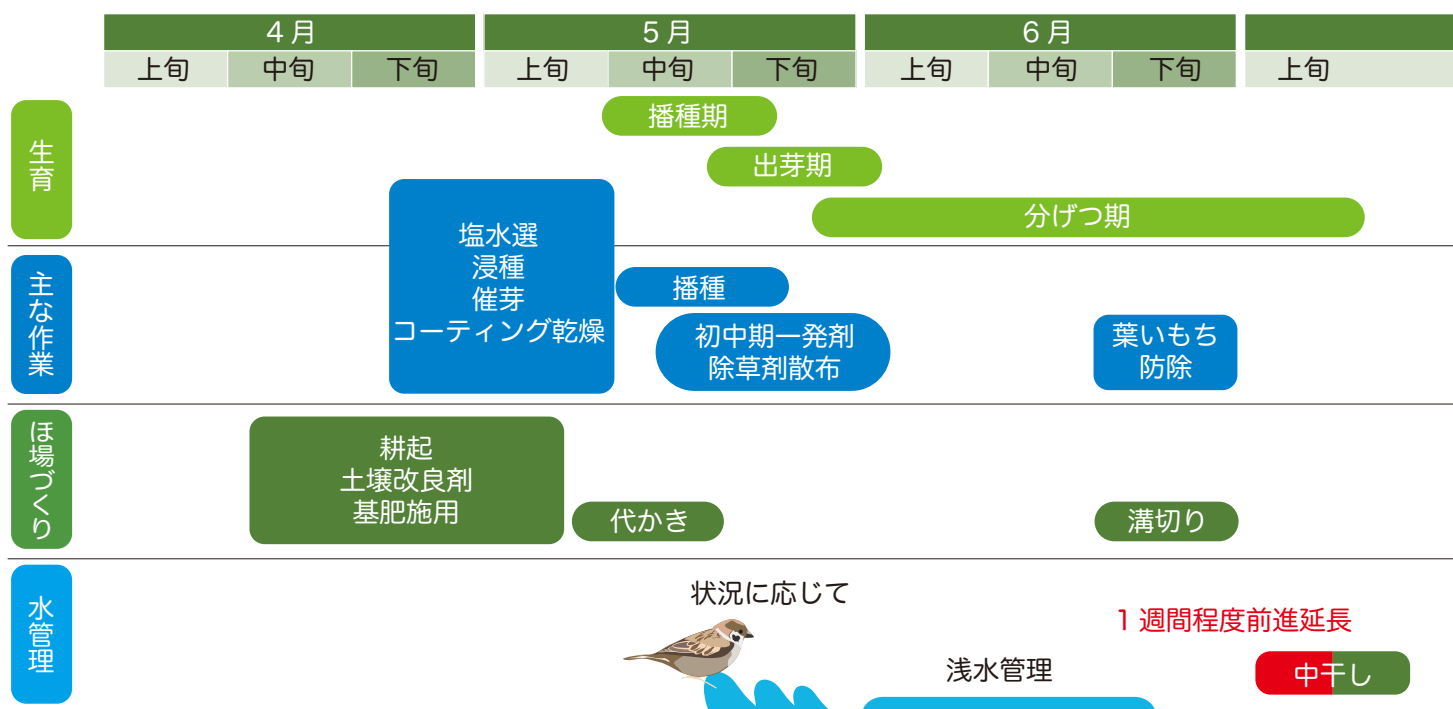 4月
5月
6月
上旬 中旬 下旬 上旬 中旬 下旬 上旬 中旬 下旬 上旬
生育
播種期
出芽期
分げつ期
主な作業
塩水選
浸種
催芽
コーティング乾燥
播種
初中期一発剤
除草剤散布
葉いもち
防除
ほ場づくり
耕起
土壌改良剤
基肥施用
代かき
溝切り
水管理
状況に応じて
浅水管理
1週間程度前進延長
中干し